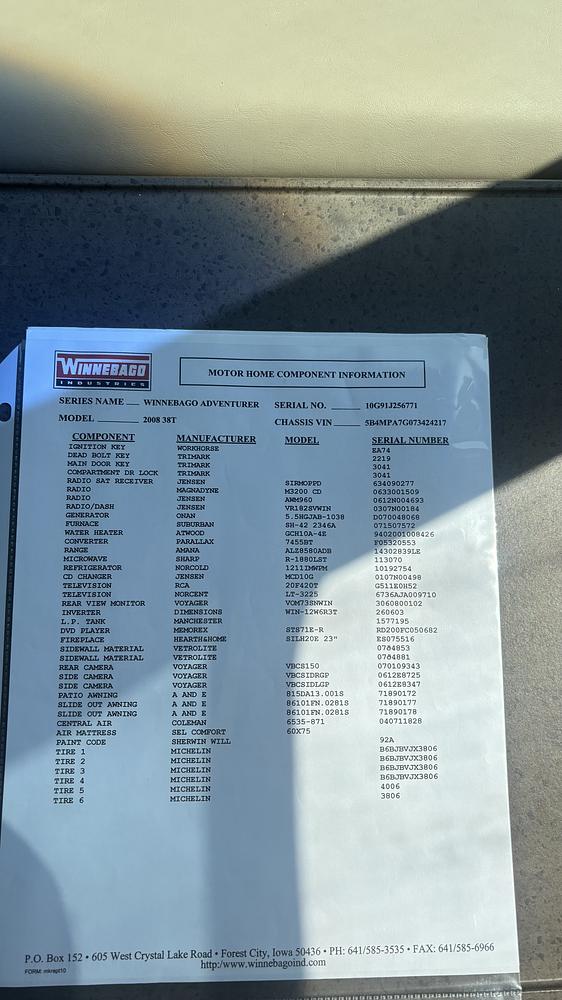 WINNEBAGO
INDUSTRIES
MOTOR HOME COMPONENT INFORMATION
SERIES NAME ___ WINNEBAGO ADVENTURER SERIAL NO. ______ 10G91J256771
MODEL ______ 2008 38T CHASSIS VIN ______ 5B4MPA7G073424217
COMPONENT MANUFACTURER MODEL SERIAL NUMBER
IGNITION KEY WORKHORSE EA74
DEAD BOLT KEY TRIMARK 2219
MAIN DOOR KEY TRIMARK 3041
COMPARTMENT DR LOCK TRIMARK 3041
RADIO SAT RECEIVER JENSEN SIRMOPPD 634090277
RADIO MAGNADYNE M3200 CD 0633001509
RADIO JENSEN AWM960 0612N004693
RADIO/DASH JENSEN VR182SVWIN 0307N00184
GENERATOR ONAN 5.5HGJAB-1038 D070048068
FURNACE SUBURBAN SH-42 2346A 071507572
WATER HEATER ATWOOD GCH10A-4E 9402001008426
CONVERTER PARALLAX 7455BT F05320553
RANGE AMANA ALZ8580ADB 14302839LE
MICROWAVE SHARP R-1880LST 113070
REFRIGERATOR NORCOLD 1211IMWPM 10192754
CD CHANGER JENSEN MCD10G 0107N00498
TELEVISION RCA 20F420T G511E0H52
TELEVISION NORCENT LT-3225 6736AJA009710
REAR VIEW MONITOR VOYAGER VOM73SNWIN 3060800102
INVERTER DIMENSIONS WIN-12W6R3T 260603
L.P. TANK MANCHESTER 1577195
DVD PLAYER MEMOREX STS71E-R RD200FC050682
FIREPLACE HEARTH&HOME SILH20E 23" ES075516
SIDEWALL MATERIAL VETROLITE 0704853
SIDEWALL MATERIAL VETROLITE 0704881
REAR CAMERA VOYAGER VBCS150 070109343
SIDE CAMERA VOYAGER VBCSIDRGP 0612E8725
SIDE CAMERA VOYAGER VBCSIDLGP 0612E8347
PATIO AWNING A AND E 815DA13.001S 71890172
SLIDE OUT AWNING A AND E 86101FN.0281S 71890177
SLIDE OUT AWNING A AND E 86101FN.0281S 71890178
CENTRAL AIR COLEMAN 6535-871 040711828
AIR MATTRESS SEL COMFORT 60X75
PAINT CODE SHERWIN WILL 92A
TIRE 1 MICHELIN B6BJBVJX3806
TIRE 2 MICHELIN B6BJBVJX3806
TIRE 3 MICHELIN B6BJBVJX3806
TIRE 4 MICHELIN B6BJBVJX3806
TIRE 5 MICHELIN 4006
TIRE 6 MICHELIN 3806
P.O. Box 152 • 605 West Crystal Lake Road • Forest City, Iowa 50436 • PH: 641/585-3535 • FAX: 641/585-6966
http:/www.winnebagoind.com
FORM: mkrept10